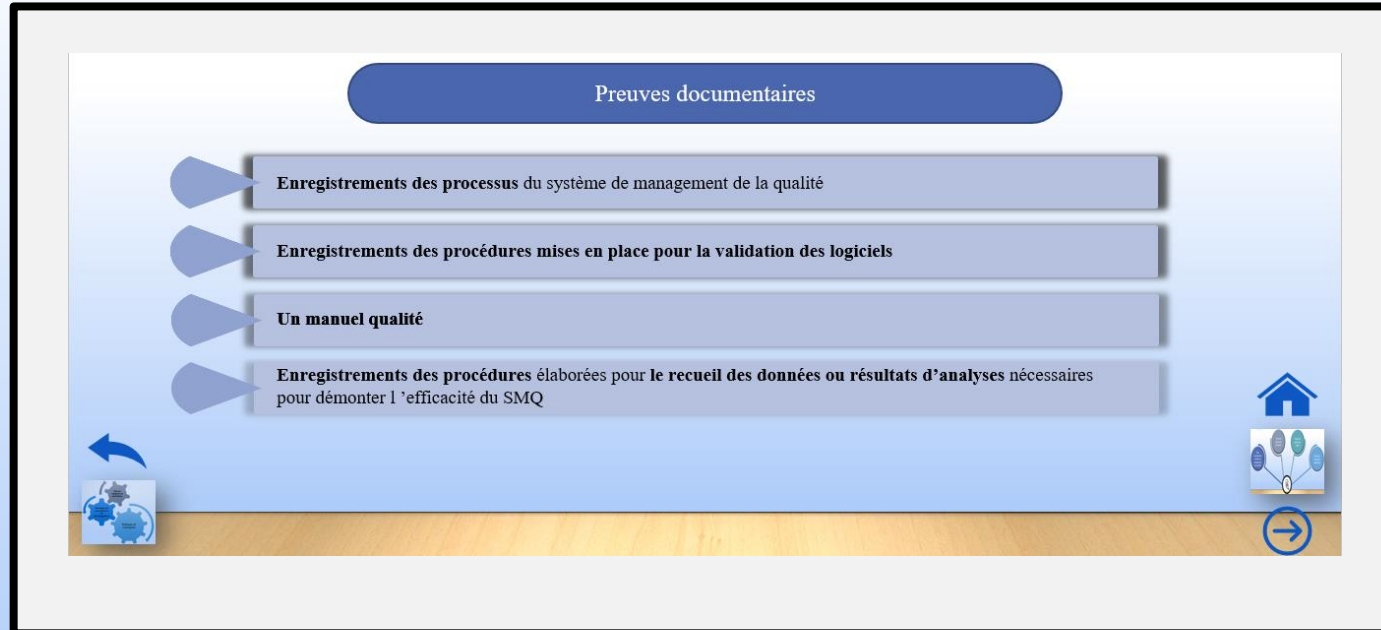 Preuves documentaires
Enregistrements des processus du système de management de la qualité
Enregistrements des procédures mises en place pour la validation des logiciels
Un manuel qualité
Enregistrements des procédures élaborées pour le recueil des données ou résultats d’analyses nécessaires
pour démonter l ’efficacité du SMQ